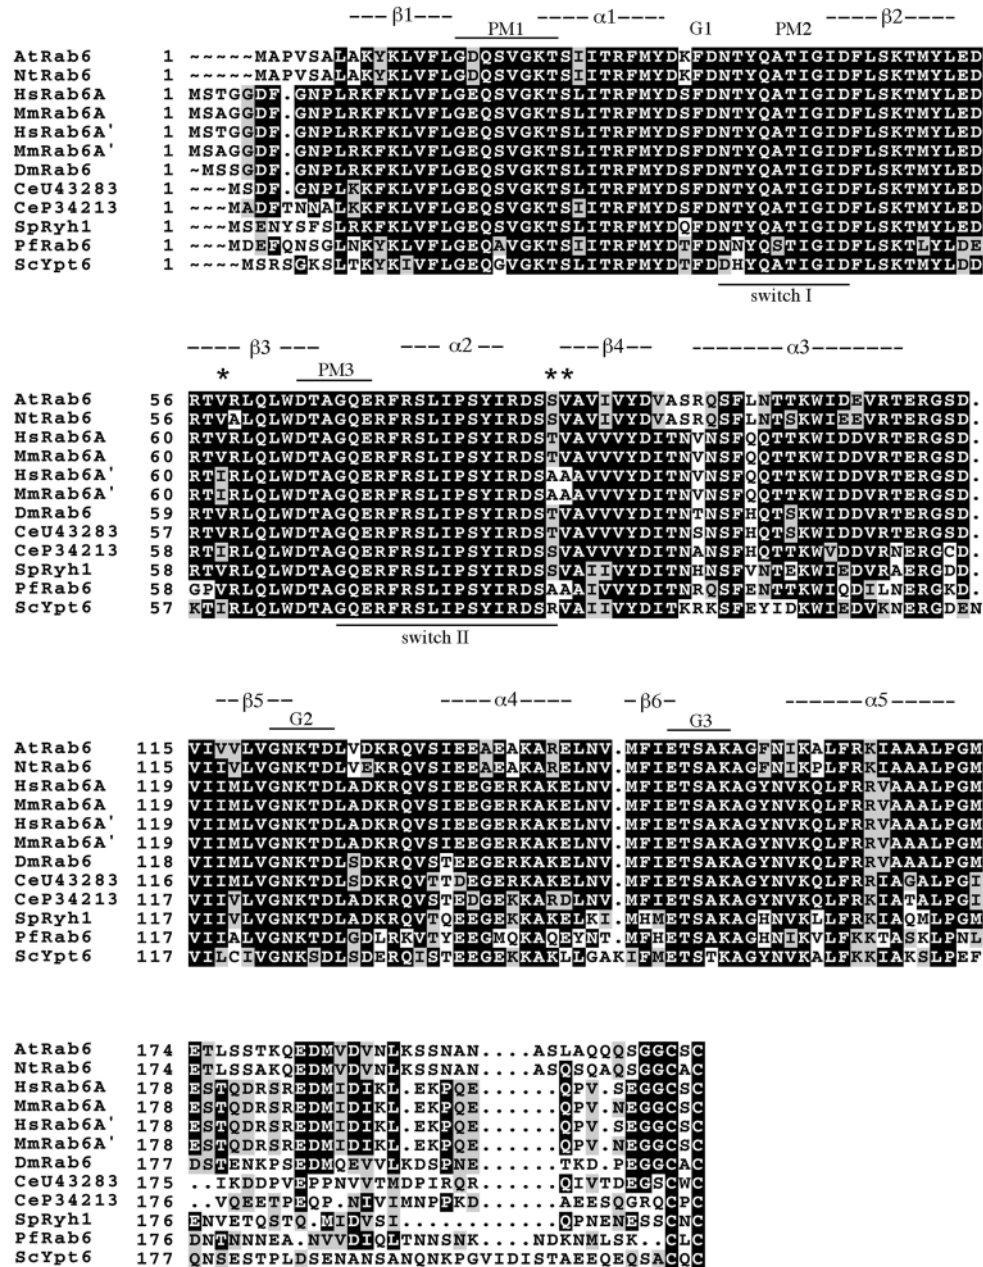 ---- β1 ----   PM1   ---- α1 -----   G1   PM2   ---- β2 ----
AtRab6 1 ~~~~~MAPVSALAKYKLVFLGDQSVGKTSIITRFMYDKFDNTYQATIGIDFLSKTMYLED
NtRab6 1 ~~~~~MAPVSALAKYKLVFLGDQSVGKTSIITRFMYDKFDNTYQATIGIDFLSKTMYLED
HsRab6A 1 MSTGGDF.GNPLRKFKLVFLGEQSVGKTSLITRFMYDSFDNTYQATIGIDFLSKTMYLED
MmRab6A 1 MSAGGDF.GNPLRKFKLVFLGEQSVGKTSLITRFMYDSFDNTYQATIGIDFLSKTMYLED
HsRab6A' 1 MSTGGDF.GNPLRKFKLVFLGEQSVGKTSLITRFMYDSFDNTYQATIGIDFLSKTMYLED
MmRab6A' 1 MSAGGDF.GNPLRKFKLVFLGEQSVGKTSLITRFMYDSFDNTYQATIGIDFLSKTMYLED
DmRab6 1 ~MSSGDF.GNPLRKFKLVFLGEQSVGKTSLITRFMYDSFDNTYQATIGIDFLSKTMYLED
CeU43283 1 ~~~MSDF.GNPLKKFKLVFLGEQSVGKTSLITRFMYDSFDNTYQATIGIDFLSKTMYLED
CeP34213 1 ~~~MADFTNNALKKFKLVFLGEQSVGKTSIITRFMYDSFDNTYQATIGIDFLSKTMYLED
SpRyh1 1 ~~~MSENYSFSLRKFKLVFLGEQSVGKTSLITRFMYDQFDNTYQATIGIDFLSKTMYLED
PfRab6 1 ~~~MDEFQNSGLNKYKLVFLGEQAVGKTSIITRFMYDTFDNNYQSTIGIDFLSKTLYLDE
ScYpt6 1 ~~~~MSRSGKSLTKYKIVFLGEQGVGKTSLITRFMYDTFDDHYQATIGIDFLSKTMYLDD
switch I
---- β3 ----   PM3   --- α2 ---   --- β4 ---   ------- α3 -------
* **
AtRab6 56 RTVRLQLWDTAGQERFRSLIPSYIRDSSVAVIVYDVASRQSFLNTTKWIDEVRTERGSD.
NtRab6 56 RTVALQLWDTAGQERFRSLIPSYIRDSSVAVIVYDVASRQSFLNTSKWIEEVRTERGSD.
HsRab6A 60 RTVRLQLWDTAGQERFRSLIPSYIRDSTVAVVVYDITNVNSFQQTTKWIDDVRTERGSD.
MmRab6A 60 RTVRLQLWDTAGQERFRSLIPSYIRDSTVAVVVYDITNVNSFQQTTKWIDDVRTERGSD.
HsRab6A' 60 RTIRLQLWDTAGQERFRSLIPSYIRDSAAAVVVYDITNVNSFQQTTKWIDDVRTERGSD.
MmRab6A' 60 RTIRLQLWDTAGQERFRSLIPSYIRDSAAAVVVYDITNVNSFQQTTKWIDDVRTERGSD.
DmRab6 59 RTVRLQLWDTAGQERFRSLIPSYIRDSTVAVVVYDITNTNSFHQTSKWIDDVRTERGSD.
CeU43283 57 RTVRLQLWDTAGQERFRSLIPSYIRDSTVAVVVYDITNSNSFHQTSKWIDDVRTERGSD.
CeP34213 58 RTIRLQLWDTAGQERFRSLIPSYIRDSSVAVVVYDITNANSFHQTTKWVDDVRNERGCD.
SpRyh1 58 RTVRLQLWDTAGQERFRSLIPSYIRDSSVAIIVYDITNHNSFVNTEKWIEDVRAERGDD.
PfRab6 58 GPVRLQLWDTAGQERFRSLIPSYIRDSAAAIVVYDITNRQSFENTTKWIQDILNERGKD.
ScYpt6 57 KTIRLQLWDTAGQERFRSLIPSYIRDSRVAIIVYDITKRKSFEYIDKWIEDVKNERGDEN
switch II
-- β5 --   G2   ---- α4 ----   -- β6 --   G3   ----- α5 -----
AtRab6 115 VIVVLVGNKTDLVDKRQVSIEEAEAKARELNV.MFIETSAKAGFNIKALFRKIAAALPGM
NtRab6 115 VIIVLVGNKTDLVEKRQVSIEEAEAKARELNV.MFIETSAKAGFNIKPLFRKIAAALPGM
HsRab6A 119 VIIMLVGNKTDLADKRQVSIEEGERKAKELNV.MFIETSAKAGYNVKQLFRRVAAALPGM
MmRab6A 119 VIIMLVGNKTDLADKRQVSIEEGERKAKELNV.MFIETSAKAGYNVKQLFRRVAAALPGM
HsRab6A' 119 VIIMLVGNKTDLADKRQVSIEEGERKAKELNV.MFIETSAKAGYNVKQLFRRVAAALPGM
MmRab6A' 119 VIIMLVGNKTDLADKRQVSIEEGERKAKELNV.MFIETSAKAGYNVKQLFRRVAAALPGM
DmRab6 118 VIIMLVGNKTDLSDKRQVSTEEGERKAKELNV.MFIETSAKAGYNVKQLFRRVAAALPGM
CeU43283 116 VIIMLVGNKTDLSDKRQVTTDEGERKAKELNV.MFIETSAKAGYNVKQLFRRIAGALPGI
CeP34213 117 VIIVLVGNKTDLADKRQVSTEDGEKKARDLNV.MFIETSAKAGYNVKQLFRKIATALPGI
SpRyh1 117 VIIVLVGNKTDLADKRQVTQEEGEKKAKELKI.MHMETSAKAGHNVKLLFRKIAQMLPGM
PfRab6 117 VIIALVGNKTDLGDLRKVTYEEGMQKAQEYNT.MFHETSAKAGHNIKVLFKKTASKLPNL
ScYpt6 117 VILCIVGNKSDLSDERQISTEEGEKKAKLLGAKIFMETSTKAGYNVKALFKKIAKSLPEF
AtRab6 174 ETLSSTKQEDMVDVNLKSSNAN....ASLAQQQSGGCSC
NtRab6 174 ETLSSAKQEDMVDVNLKSSNAN....ASQSQAQSGGCAC
HsRab6A 178 ESTQDRSREDMIDIKL.EKPQE......QPV.SEGGCSC
MmRab6A 178 ESTQDRSREDMIDIKL.EKPQE......QPV.NEGGCSC
HsRab6A' 178 ESTQDRSREDMIDIKL.EKPQE......QPV.SEGGCSC
MmRab6A' 178 ESTQDRSREDMIDIKL.EKPQE......QPV.NEGGCSC
DmRab6 177 DSTENKPSEDMQEVVLKDSPNE......TKD.PEGGCAC
CeU43283 175 ..IKDDPVEPPNVVTMDPIRQR......QIVTDEGSCWC
CeP34213 176 ..VQEETPEQP.NIVIMNPPKD......AEESQGRQCPC
SpRyh1 176 ENVETQSTQ.MIDVSI............QPNENESSCNC
PfRab6 176 DNTNNNEA.NVVDIQLTNNSNK....NDKNMLSK..CLC
ScYpt6 177 QNSESTPLDSENANSANQNKPGVIDISTAEEQEQSACQC